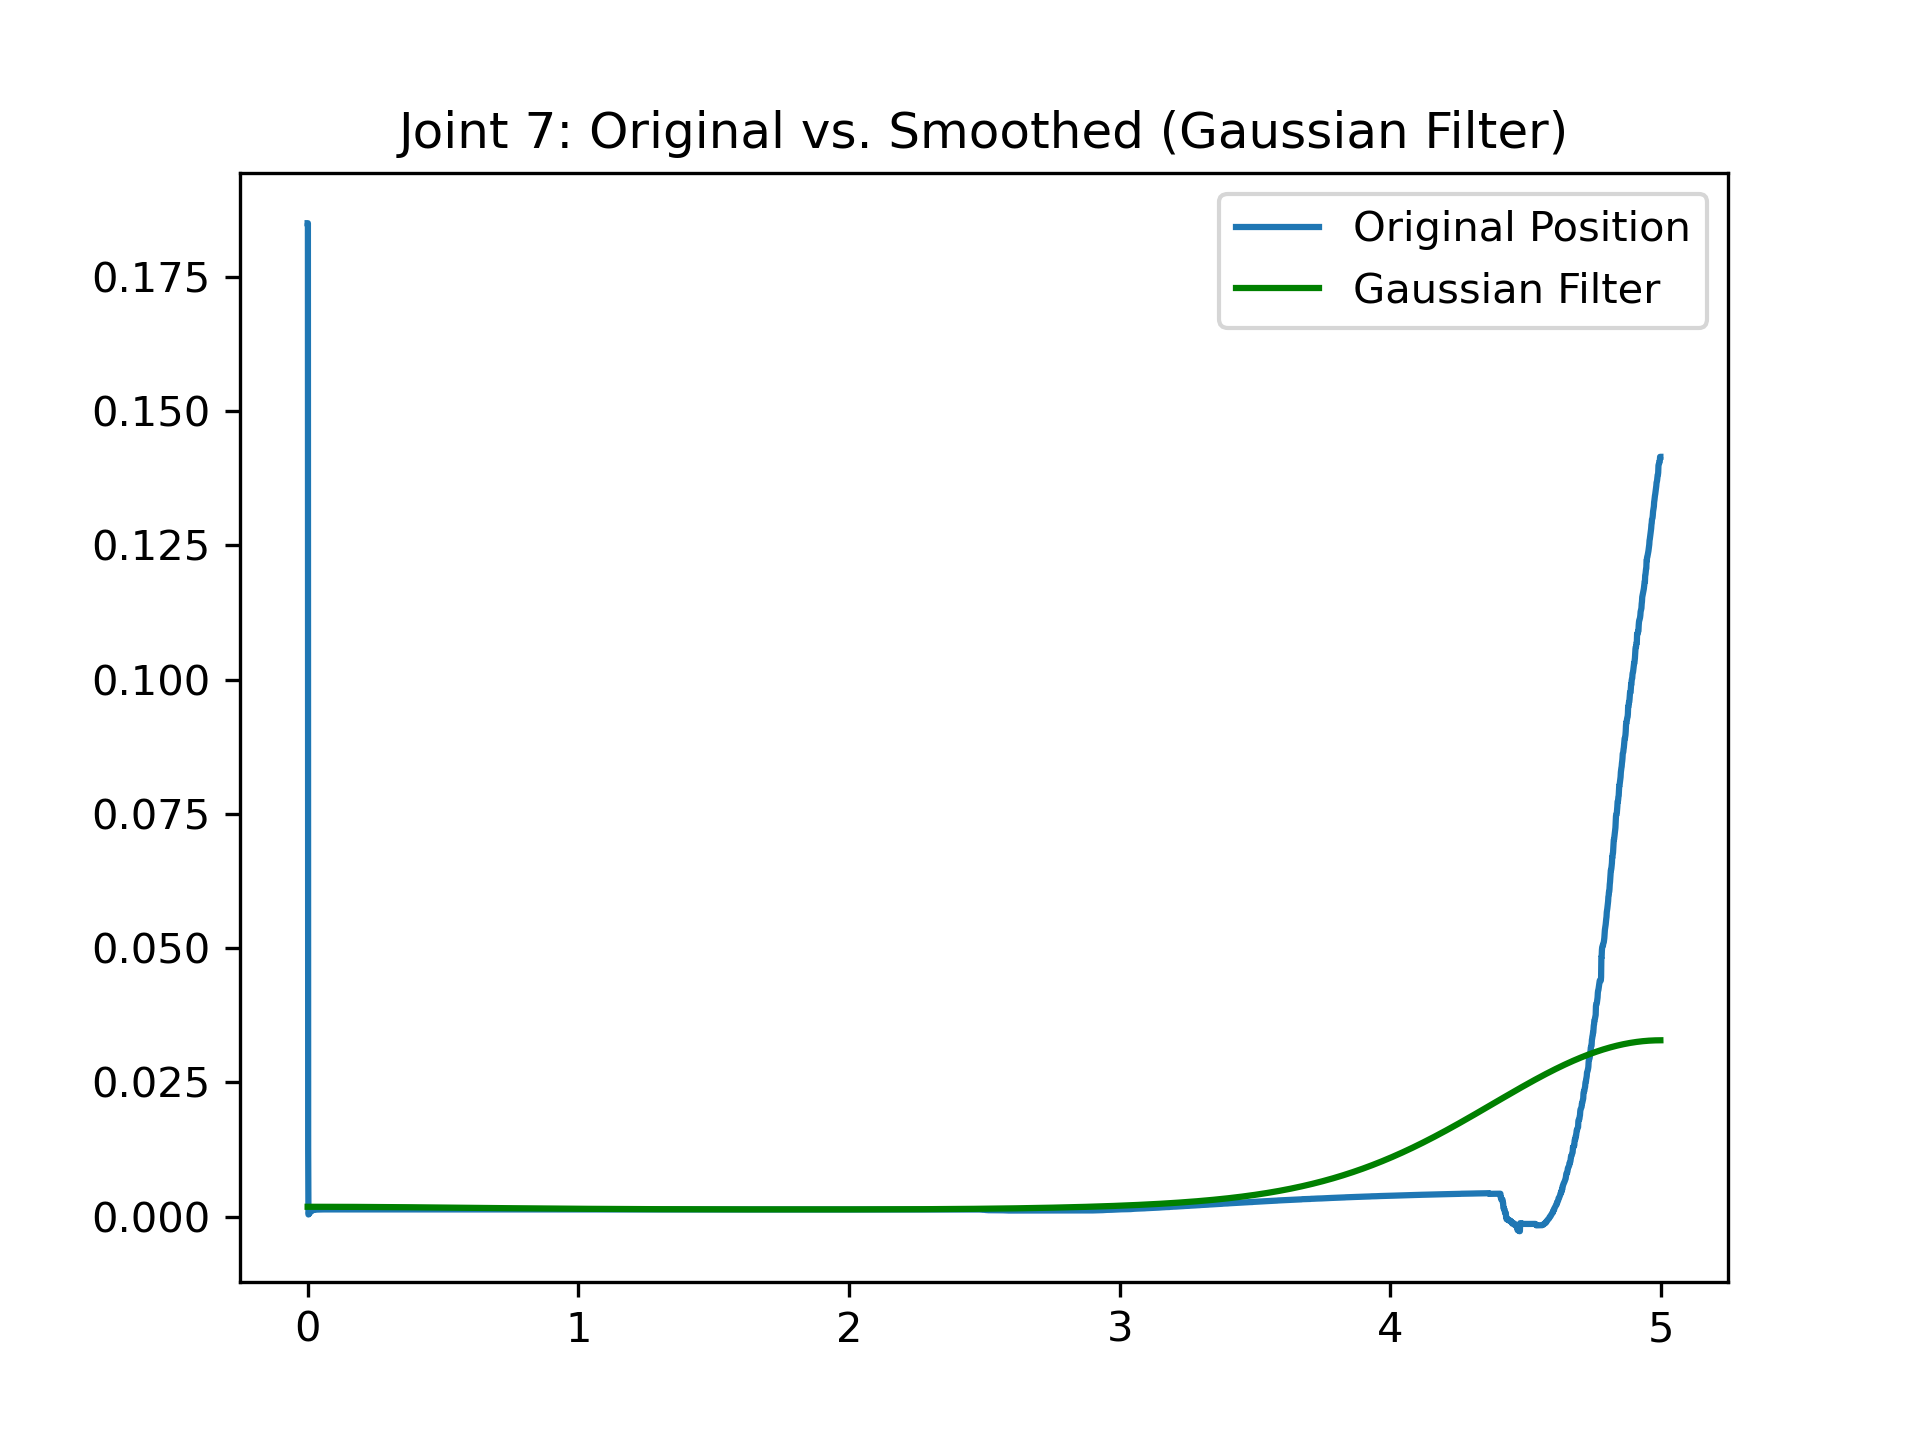 Joint 7: Original vs. Smoothed (Gaussian Filter)
Original Position
Gaussian Filter
0.175
0.150
0.125
0.100
0.075
0.050
0.025
0.000
0 1 2 3 4 5